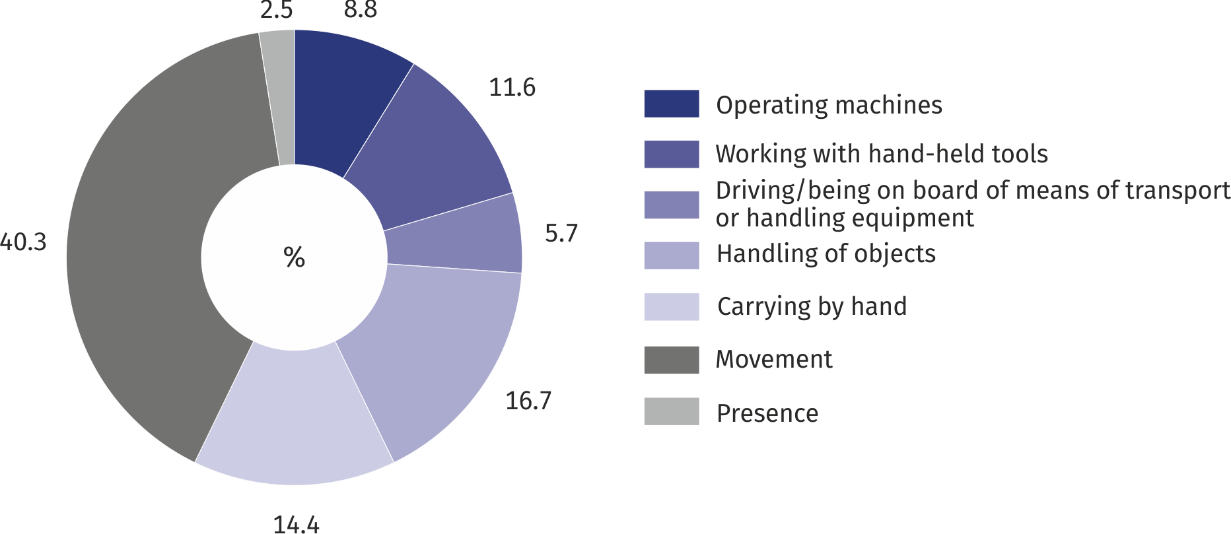 2.5
8.8
11.6
5.7
16.7
14.4
40.3
%
Operating machines
Working with hand-held tools
Driving/being on board of means of transport
or handling equipment
Handling of objects
Carrying by hand
Movement
Presence